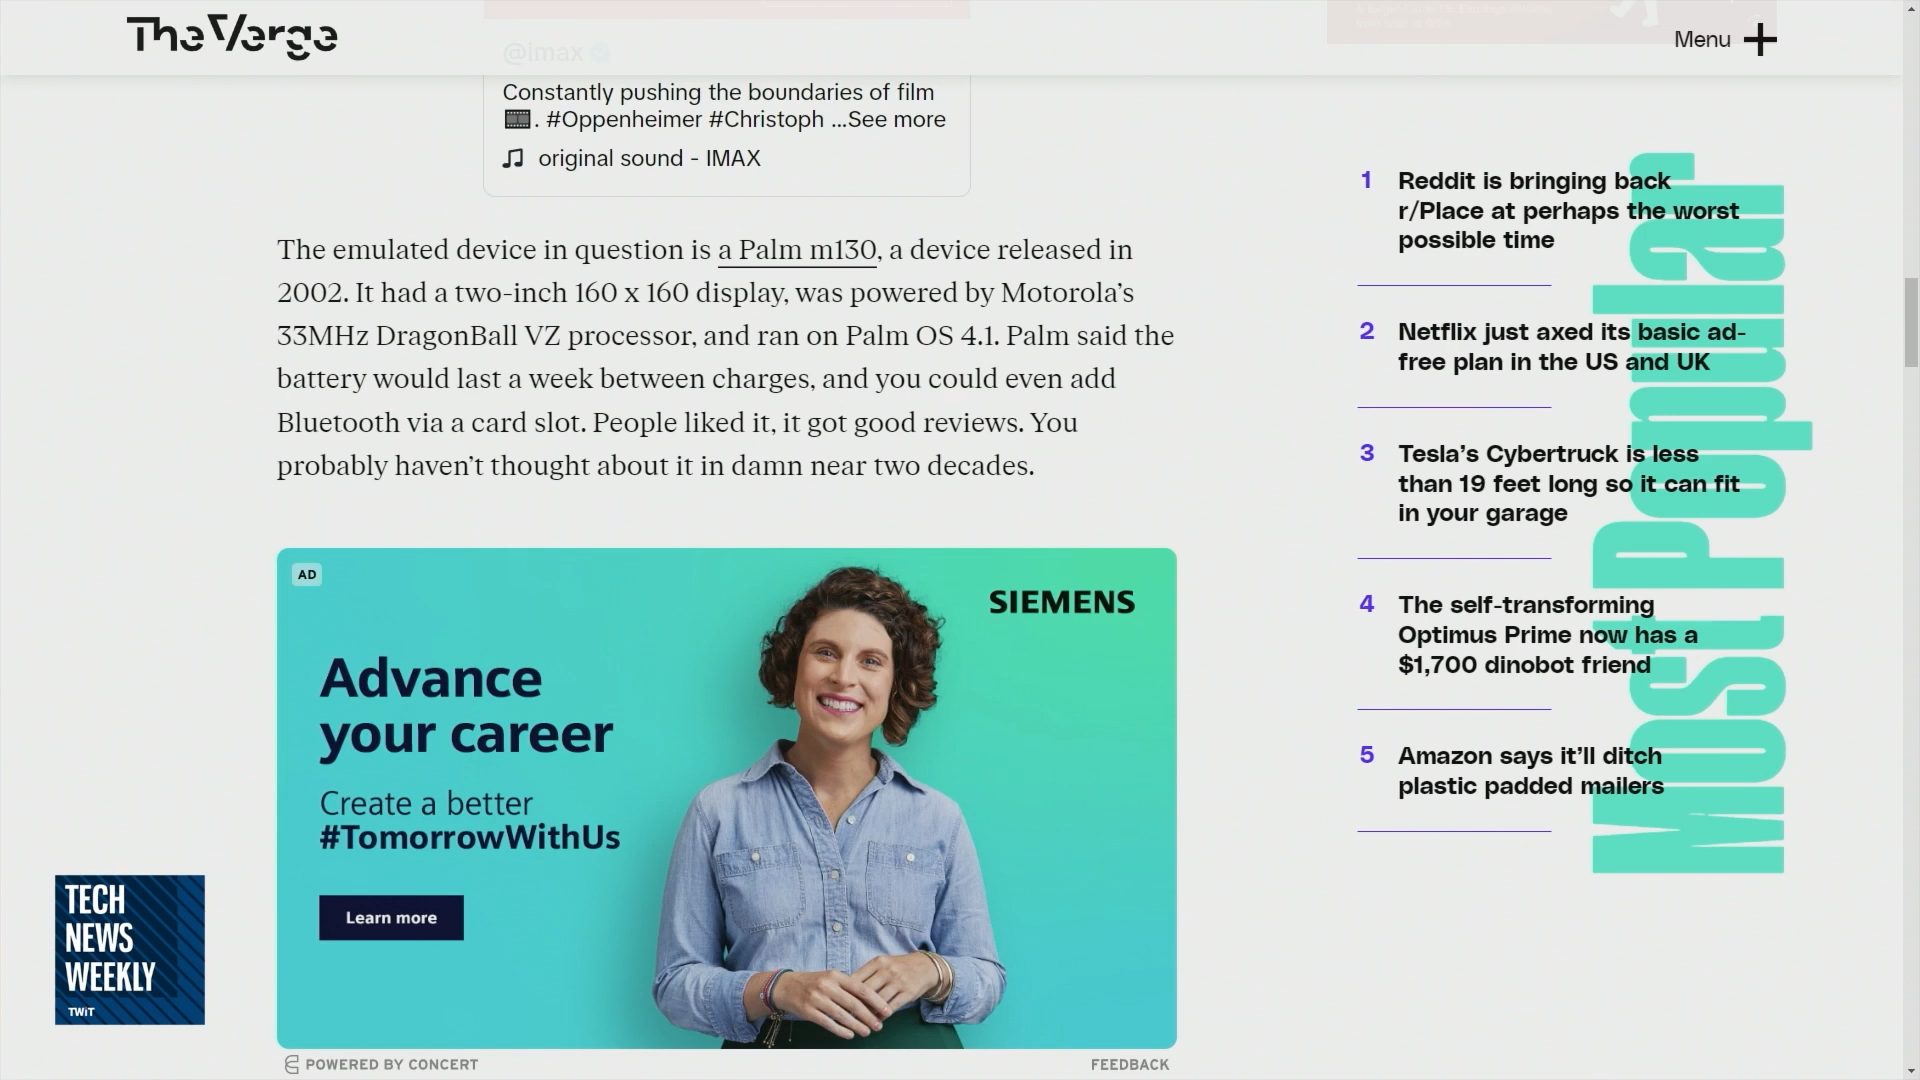 The Verge
Menu
@imax
Constantly pushing the boundaries of film
. #Oppenheimer #Christoph ...See more
original sound - IMAX
The emulated device in question is a Palm m130, a device released in
2002. It had a two-inch 160 x 160 display, was powered by Motorola’s
33MHz DragonBall VZ processor, and ran on Palm OS 4.1. Palm said the
battery would last a week between charges, and you could even add
Bluetooth via a card slot. People liked it, it got good reviews. You
probably haven’t thought about it in damn near two decades.
AD
SIEMENS
Advance
your career
Create a better
#TomorrowWithUs
Learn more
POWERED BY CONCERT
FEEDBACK
Most Popular
1 Reddit is bringing back
r/Place at perhaps the worst
possible time
2 Netflix just axed its basic ad-
free plan in the US and UK
3 Tesla’s Cybertruck is less
than 19 feet long so it can fit
in your garage
4 The self-transforming
Optimus Prime now has a
$1,700 dinobot friend
5 Amazon says it’ll ditch
plastic padded mailers
TECH
NEWS
WEEKLY
TWiT